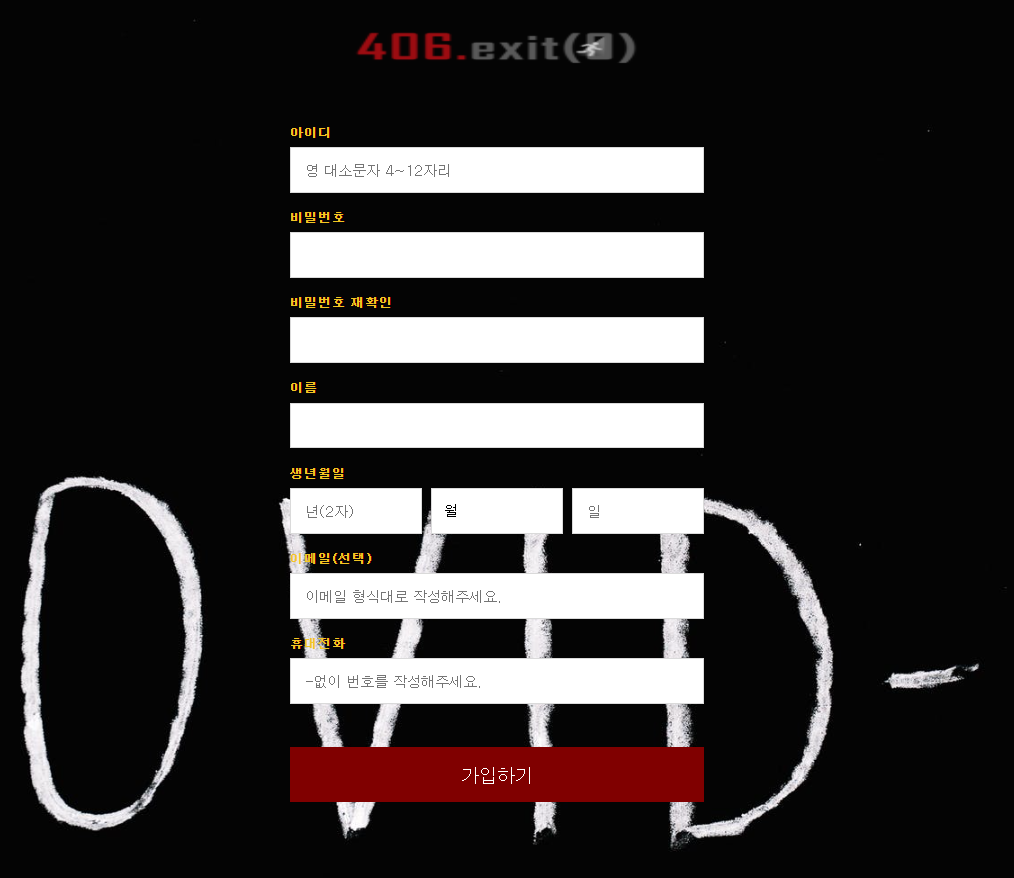 406.exit(0)
아이디
영 대소문자 4~12자리
비밀번호
비밀번호 재확인
이름
생년월일
년(2자) 월 일
이메일(선택)
이메일 형식대로 작성해주세요.
휴대전화
-없이 번호를 작성해주세요.
가입하기
OVID-